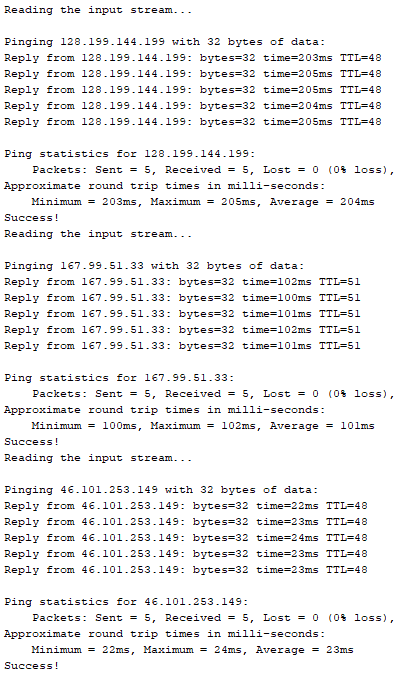 Reading the input stream...
Pinging 128.199.144.199 with 32 bytes of data:
Reply from 128.199.144.199: bytes=32 time=203ms TTL=48
Reply from 128.199.144.199: bytes=32 time=205ms TTL=48
Reply from 128.199.144.199: bytes=32 time=205ms TTL=48
Reply from 128.199.144.199: bytes=32 time=204ms TTL=48
Reply from 128.199.144.199: bytes=32 time=205ms TTL=48
Ping statistics for 128.199.144.199:
Packets: Sent = 5, Received = 5, Lost = 0 (0% loss),
Approximate round trip times in milli-seconds:
Minimum = 203ms, Maximum = 205ms, Average = 204ms
Success!
Reading the input stream...
Pinging 167.99.51.33 with 32 bytes of data:
Reply from 167.99.51.33: bytes=32 time=102ms TTL=51
Reply from 167.99.51.33: bytes=32 time=100ms TTL=51
Reply from 167.99.51.33: bytes=32 time=101ms TTL=51
Reply from 167.99.51.33: bytes=32 time=102ms TTL=51
Reply from 167.99.51.33: bytes=32 time=101ms TTL=51
Ping statistics for 167.99.51.33:
Packets: Sent = 5, Received = 5, Lost = 0 (0% loss),
Approximate round trip times in milli-seconds:
Minimum = 100ms, Maximum = 102ms, Average = 101ms
Success!
Reading the input stream...
Pinging 46.101.253.149 with 32 bytes of data:
Reply from 46.101.253.149: bytes=32 time=22ms TTL=48
Reply from 46.101.253.149: bytes=32 time=23ms TTL=48
Reply from 46.101.253.149: bytes=32 time=24ms TTL=48
Reply from 46.101.253.149: bytes=32 time=23ms TTL=48
Reply from 46.101.253.149: bytes=32 time=23ms TTL=48
Ping statistics for 46.101.253.149:
Packets: Sent = 5, Received = 5, Lost = 0 (0% loss),
Approximate round trip times in milli-seconds:
Minimum = 22ms, Maximum = 24ms, Average = 23ms
Success!